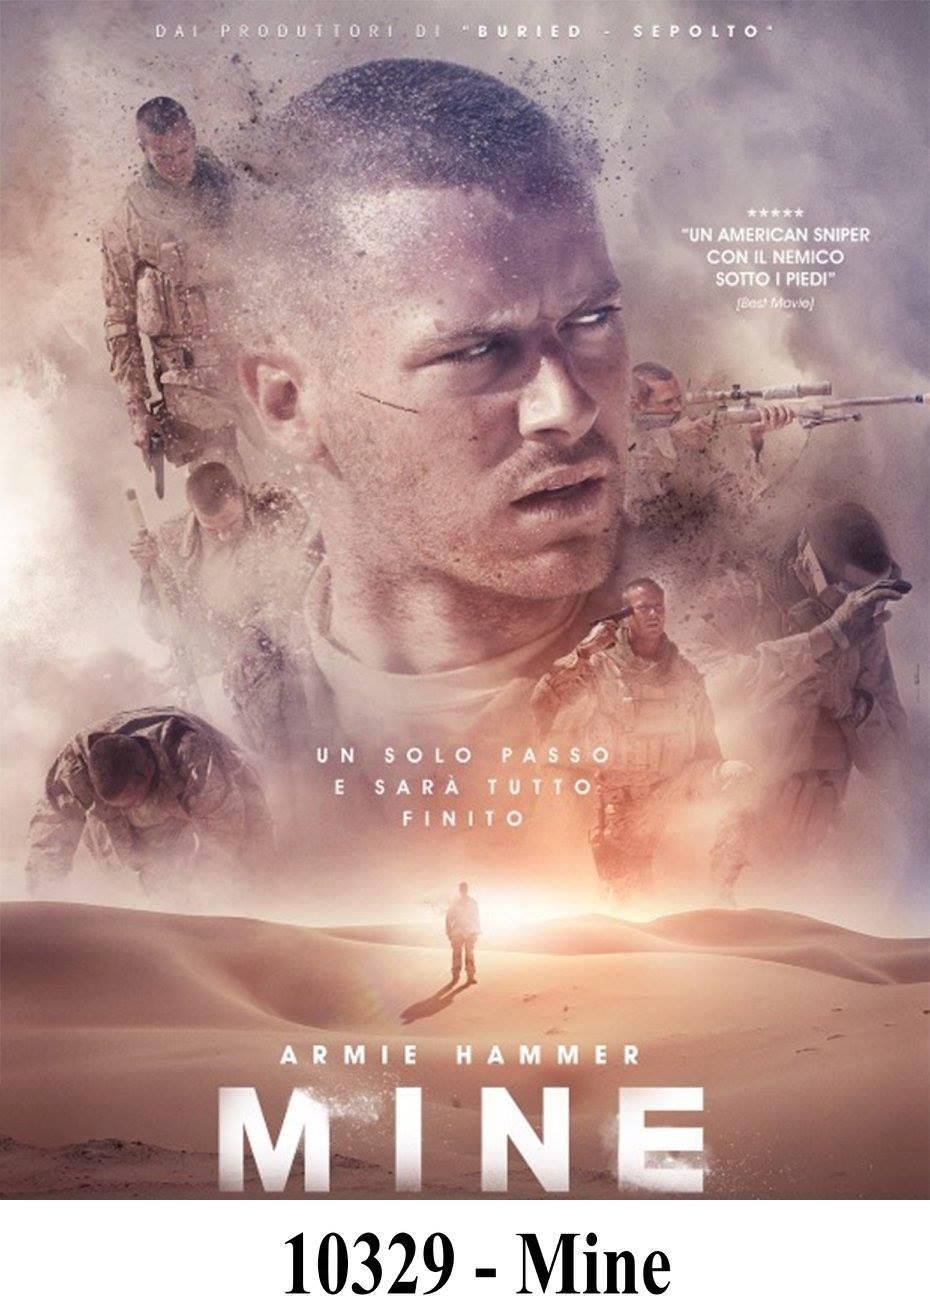 DAI PRODUTTORI DI "BURIED - SEPOLTO"
★★★★★
"UN AMERICAN SNIPER
CON IL NEMICO
SOTTO I PIEDI"
[Best Movie]
UN SOLO PASSO
E SARÀ TUTTO
FINITO
ARMIE HAMMER
MINE
10329 - Mine